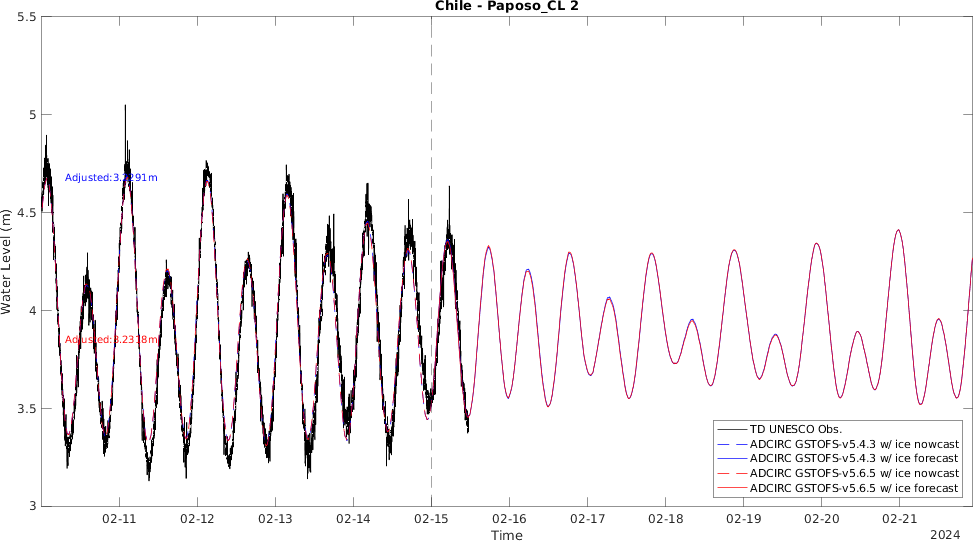 Chile - Paposo_CL 2
5.5
5
4.5
4
3.5
3
Water Level (m)
Adjusted:3.2291m
Adjusted:3.2318m
TD UNESCO Obs.
ADCIRC GSTOFS-v5.4.3 w/ ice nowcast
ADCIRC GSTOFS-v5.4.3 w/ ice forecast
ADCIRC GSTOFS-v5.6.5 w/ ice nowcast
ADCIRC GSTOFS-v5.6.5 w/ ice forecast
02-11 02-12 02-13 02-14 02-15 02-16 02-17 02-18 02-19 02-20 02-21
Time
2024